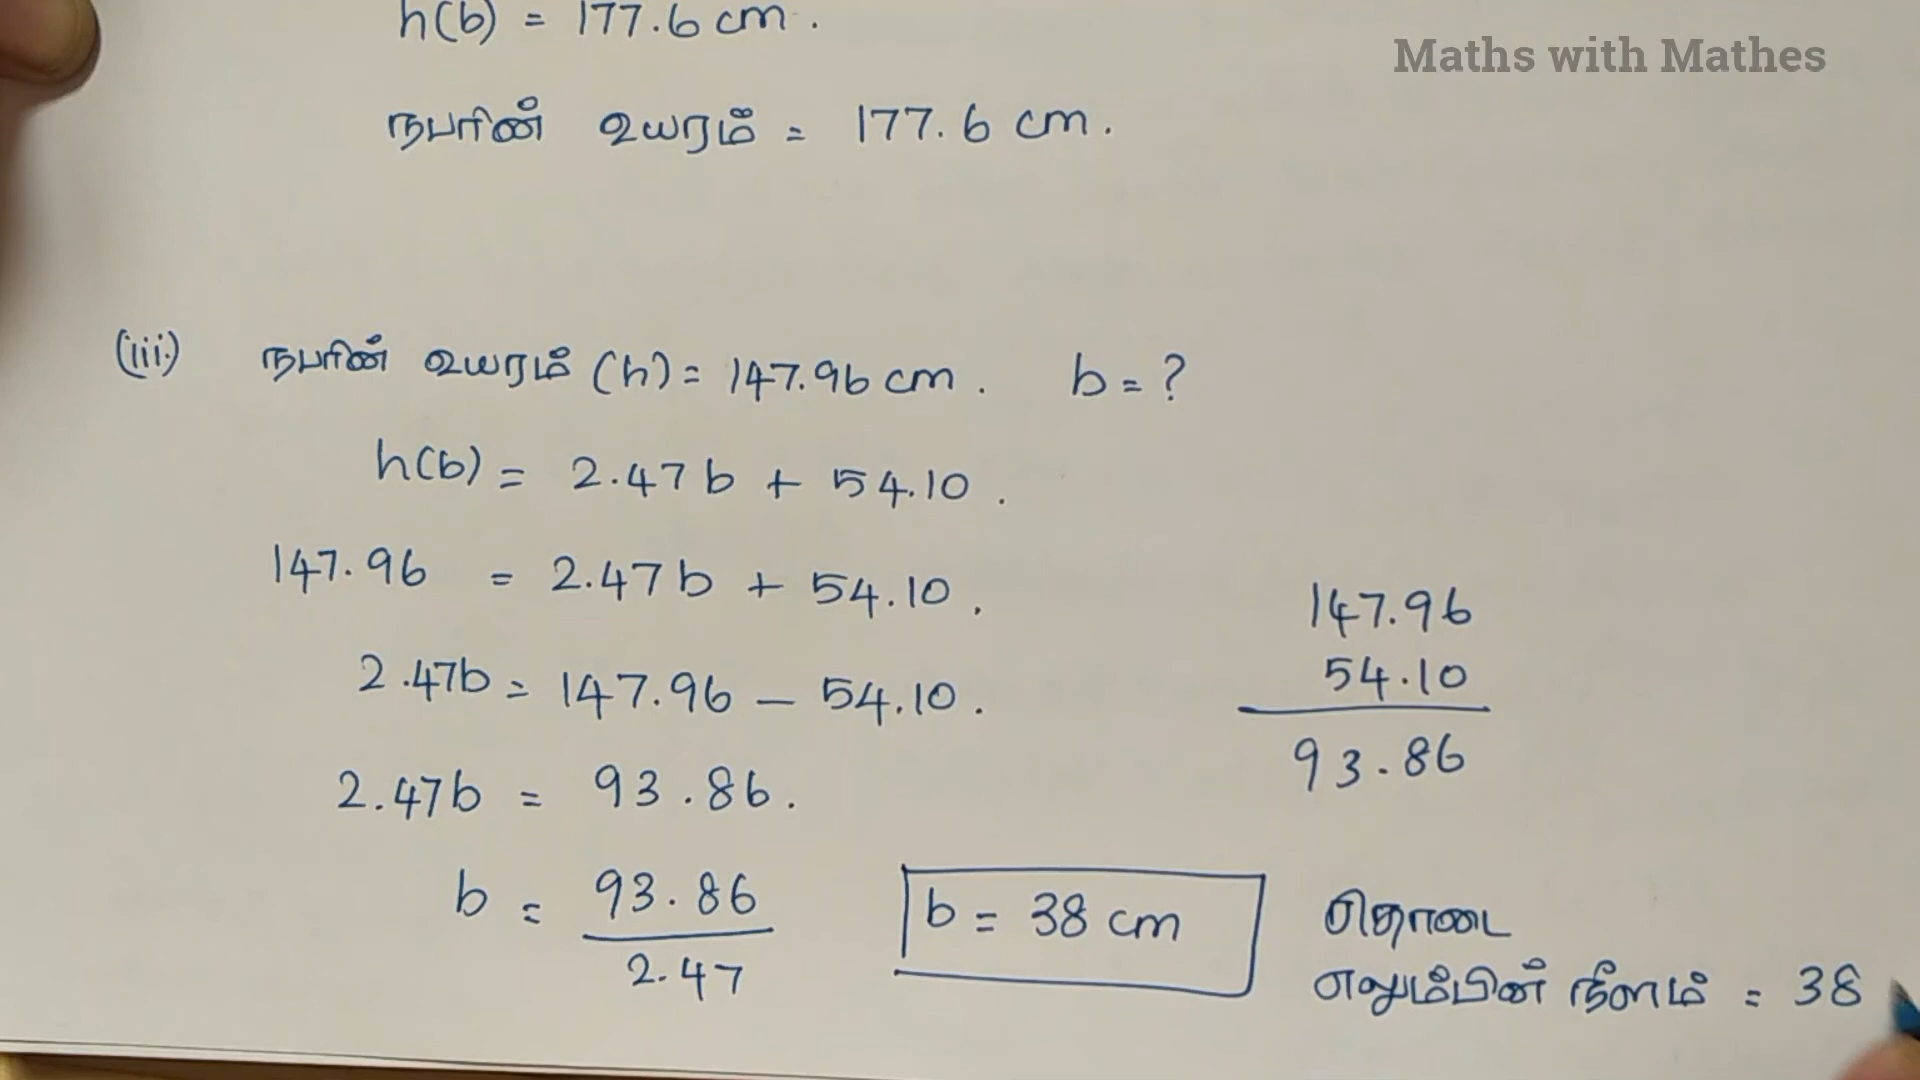 h(b) = 177.6 cm.
Maths with Mathes
நபரின் உயரம் = 177.6 cm.
(iii) நபரின் உயரம் (h) = 147.96 cm. b = ?
h(b) = 2.47b + 54.10.
147.96 = 2.47b + 54.10.
147.96
2.47b = 147.96 – 54.10.
54.10
2.47b = 93.86.
93.86
b = 93.86
2.47
b = 38 cm
தொடை
எலும்பின் நீளம் = 38